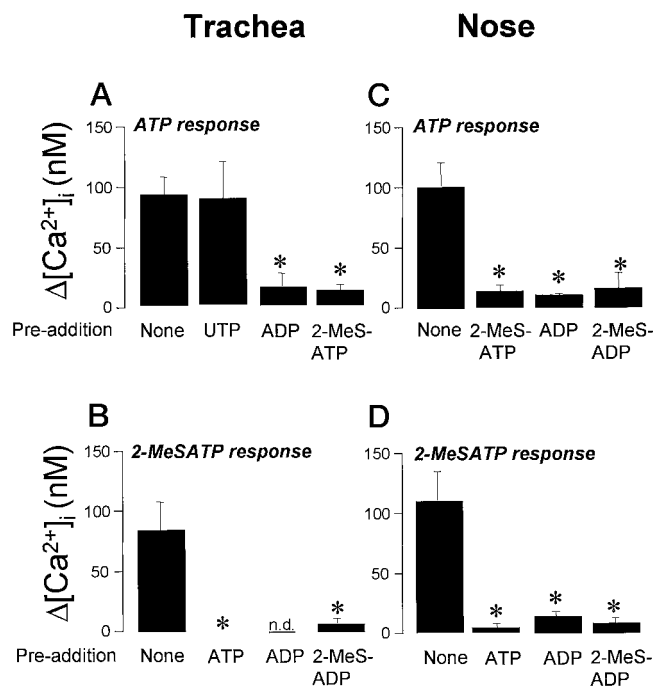 Trachea Nose
A
ATP response
Δ[Ca²⁺]ᵢ (nM)
150
100
50
0
Pre-addition None UTP ADP 2-MeS-
ATP
*
*
C
ATP response
150
100
50
0
None 2-MeS- ADP 2-MeS-
ATP ADP
*
*
*
B
2-MeSATP response
Δ[Ca²⁺]ᵢ (nM)
150
100
50
0
* n.d. *
Pre-addition None ATP ADP 2-MeS-
ADP
D
2-MeSATP response
150
100
50
0
* * *
None ATP ADP 2-MeS-
ADP